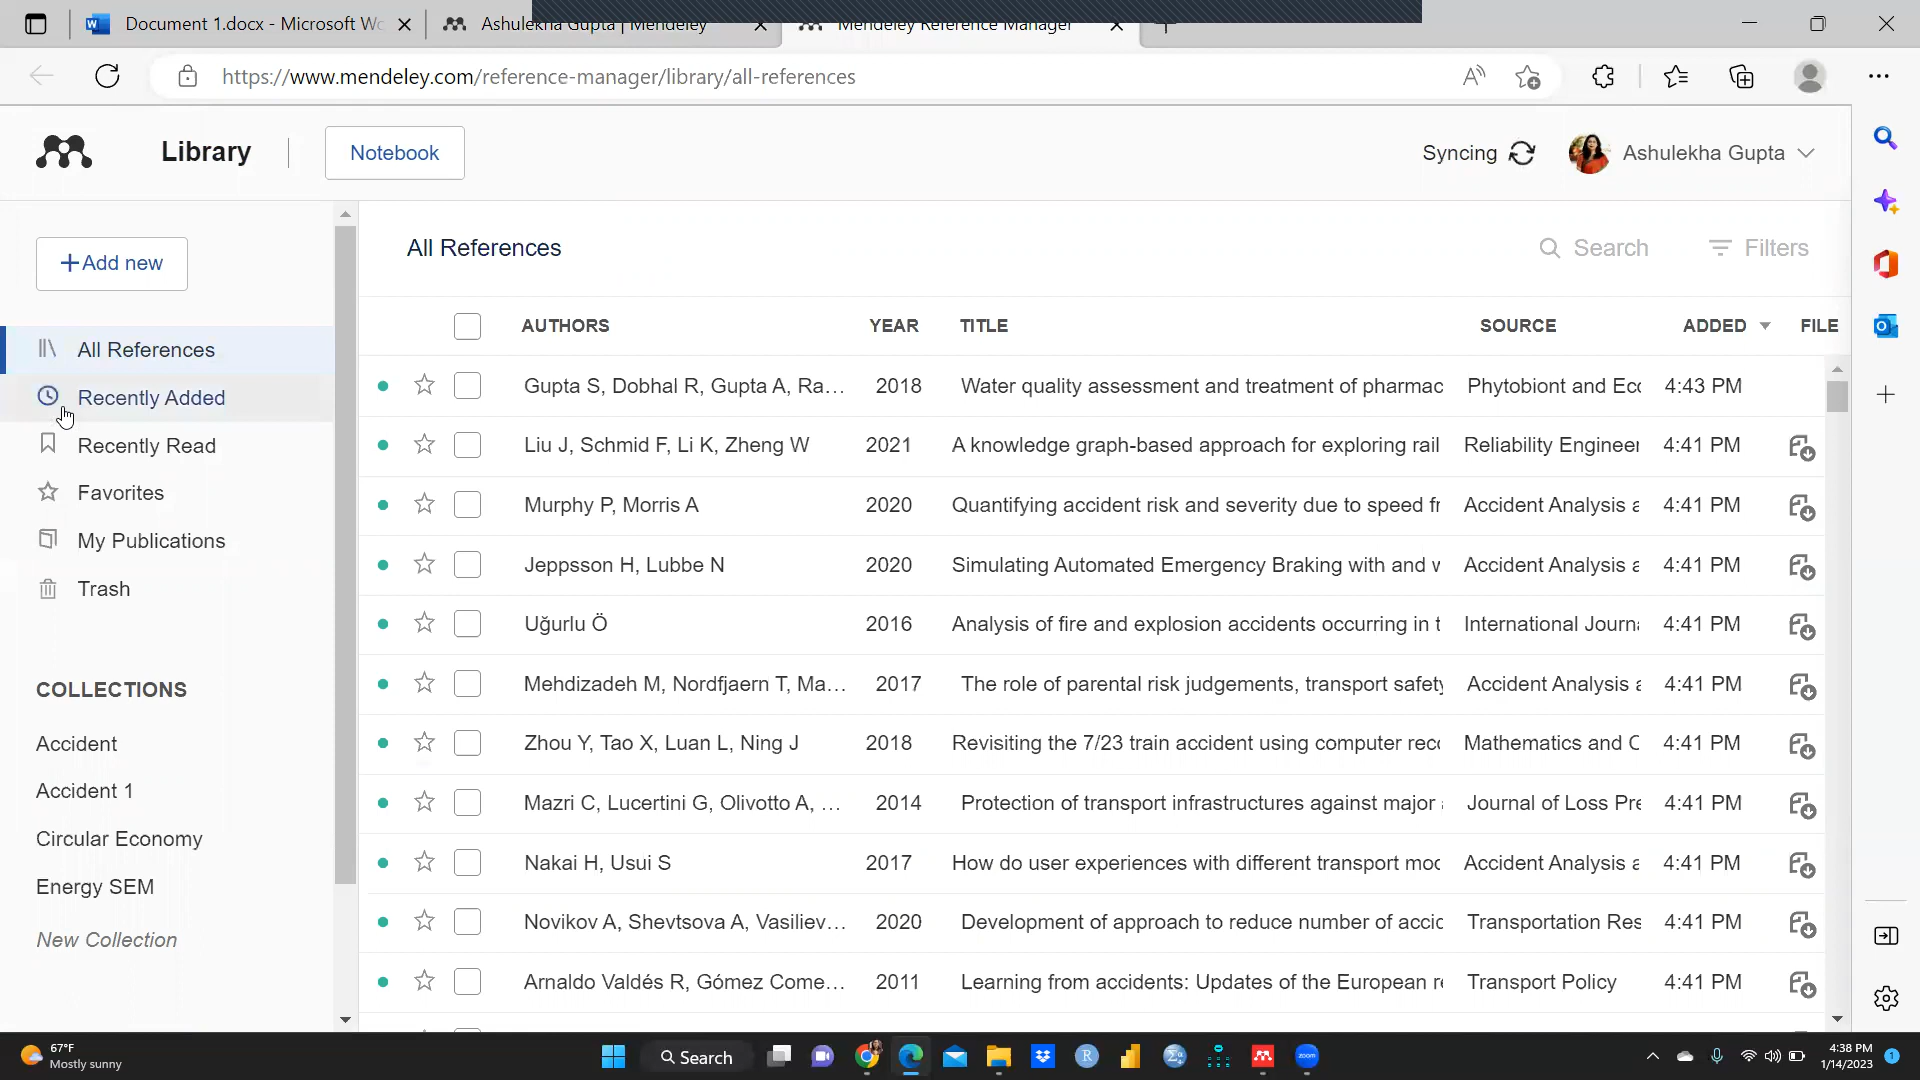 Document 1.docx - Microsoft Wo
Ashulekha Gupta | Mendeley
Mendeley Reference Manager
https://www.mendeley.com/reference-manager/library/all-references
Library
Notebook
Syncing
Ashulekha Gupta
+Add new
All References
Recently Added
Recently Read
Favorites
My Publications
Trash
COLLECTIONS
Accident
Accident 1
Circular Economy
Energy SEM
New Collection
All References
Search
Filters
AUTHORS YEAR TITLE SOURCE ADDED FILE
Gupta S, Dobhal R, Gupta A, Ra... 2018 Water quality assessment and treatment of pharmac Phytobiont and Ecc 4:43 PM
Liu J, Schmid F, Li K, Zheng W 2021 A knowledge graph-based approach for exploring rail Reliability Engineer 4:41 PM
Murphy P, Morris A 2020 Quantifying accident risk and severity due to speed fr Accident Analysis a 4:41 PM
Jeppsson H, Lubbe N 2020 Simulating Automated Emergency Braking with and w Accident Analysis a 4:41 PM
Uğurlu Ö 2016 Analysis of fire and explosion accidents occurring in t International Journa 4:41 PM
Mehdizadeh M, Nordfjaern T, Ma... 2017 The role of parental risk judgements, transport safety Accident Analysis a 4:41 PM
Zhou Y, Tao X, Luan L, Ning J 2018 Revisiting the 7/23 train accident using computer reco Mathematics and C 4:41 PM
Mazri C, Lucertini G, Olivotto A, ... 2014 Protection of transport infrastructures against major Journal of Loss Pre 4:41 PM
Nakai H, Usui S 2017 How do user experiences with different transport moc Accident Analysis a 4:41 PM
Novikov A, Shevtsova A, Vasiliev... 2020 Development of approach to reduce number of accic Transportation Res 4:41 PM
Arnaldo Valdés R, Gómez Come... 2011 Learning from accidents: Updates of the European re Transport Policy 4:41 PM
67°F
Mostly sunny
Search
zoom
4:38 PM
1/14/2023
1